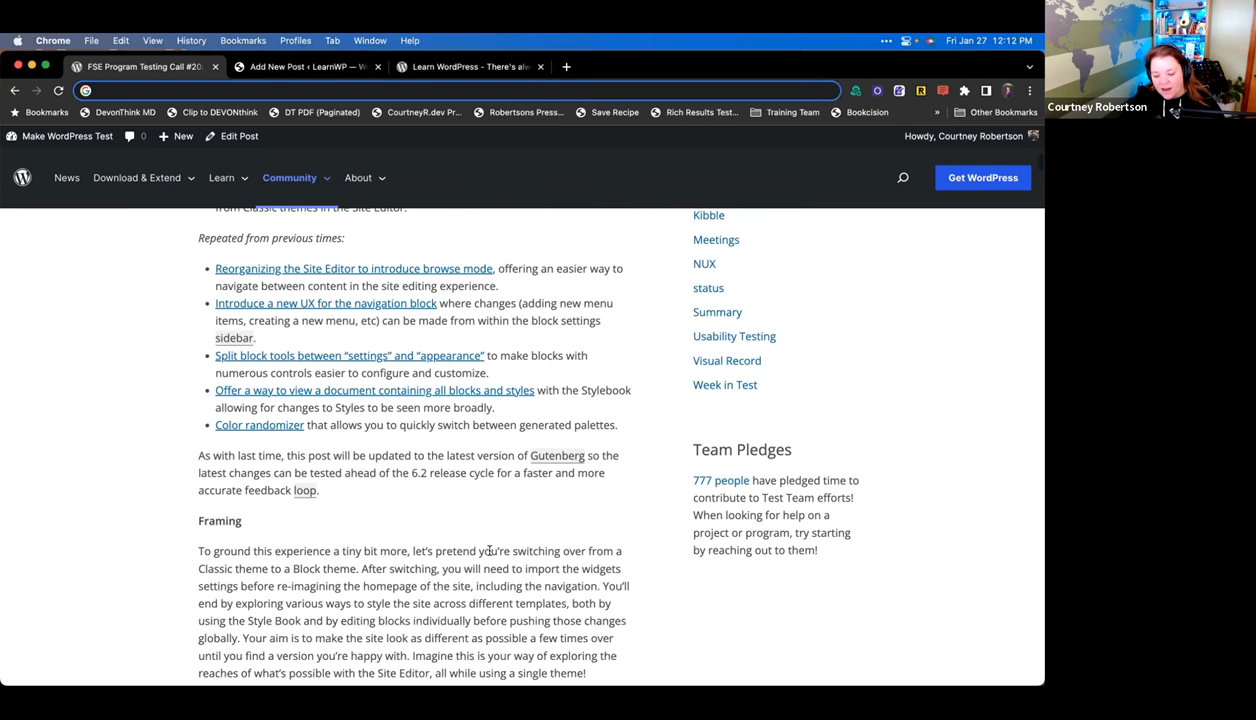 Chrome File Edit View History Bookmarks Profiles Tab Window Help Fri Jan 27 12:12 PM
FSE Program Testing Call #20: Add New Post < LearnWP — W Learn WordPress - There's alw
Bookmarks DevonThink MD Clip to DEVONthink DT PDF (Paginated) CourtneyR.dev Pr... Robertsons Press... Save Recipe Rich Results Test... Training Team Bookcision » Other Bookmarks
Courtney Robertson
Make WordPress Test 0 New Edit Post Howdy, Courtney Robertson
News Download & Extend Learn Community About Get WordPress
from Classic themes in the Site Editor.
Repeated from previous times:
• Reorganizing the Site Editor to introduce browse mode, offering an easier way to
navigate between content in the site editing experience.
• Introduce a new UX for the navigation block where changes (adding new menu
items, creating a new menu, etc) can be made from within the block settings
sidebar.
• Split block tools between “settings” and “appearance” to make blocks with
numerous controls easier to configure and customize.
• Offer a way to view a document containing all blocks and styles with the Stylebook
allowing for changes to Styles to be seen more broadly.
• Color randomizer that allows you to quickly switch between generated palettes.
As with last time, this post will be updated to the latest version of Gutenberg so the
latest changes can be tested ahead of the 6.2 release cycle for a faster and more
accurate feedback loop.
Framing
To ground this experience a tiny bit more, let’s pretend you’re switching over from a
Classic theme to a Block theme. After switching, you will need to import the widgets
settings before re-imagining the homepage of the site, including the navigation. You’ll
end by exploring various ways to style the site across different templates, both by
using the Style Book and by editing blocks individually before pushing those changes
globally. Your aim is to make the site look as different as possible a few times over
until you find a version you’re happy with. Imagine this is your way of exploring the
reaches of what’s possible with the Site Editor, all while using a single theme!
Kibble
Meetings
NUX
status
Summary
Usability Testing
Visual Record
Week in Test
Team Pledges
777 people have pledged time to
contribute to Test Team efforts!
When looking for help on a
project or program, try starting
by reaching out to them!